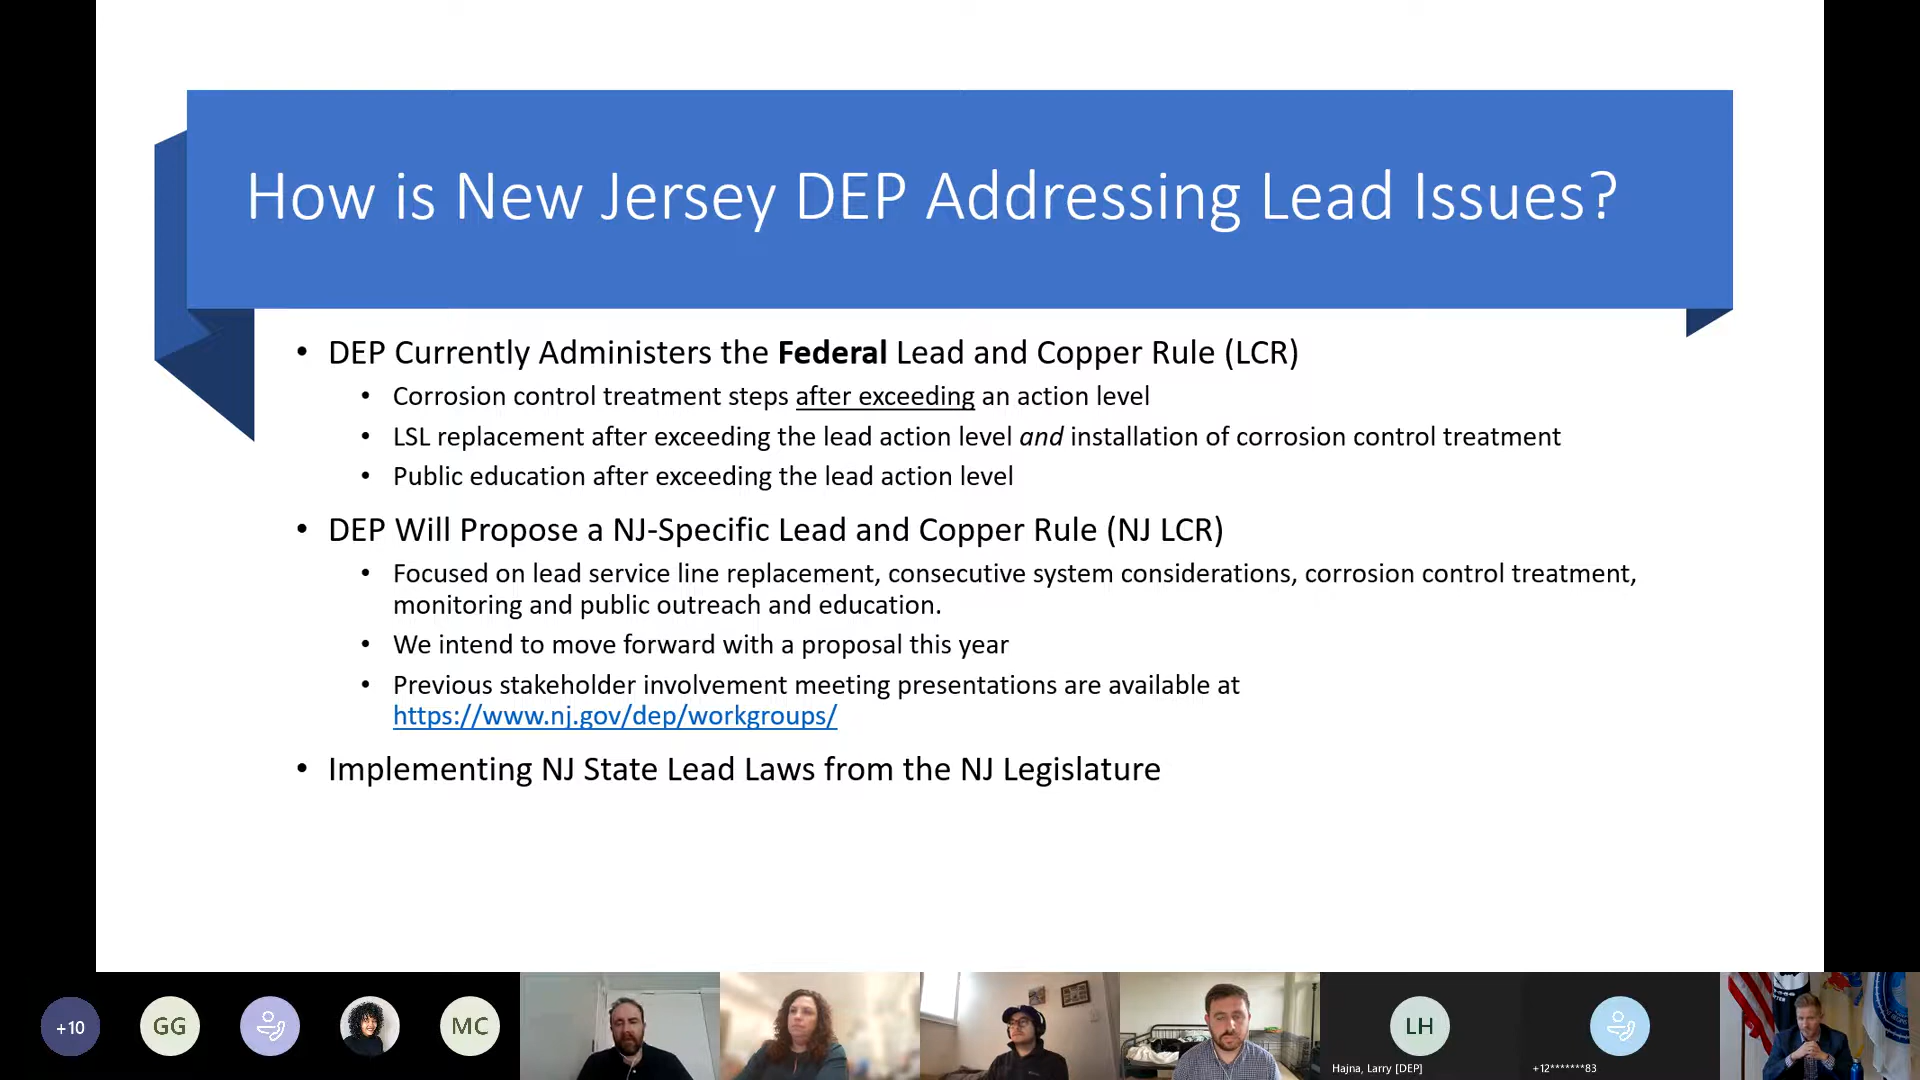 How is New Jersey DEP Addressing Lead Issues?
• DEP Currently Administers the Federal Lead and Copper Rule (LCR)
• Corrosion control treatment steps after exceeding an action level
• LSL replacement after exceeding the lead action level and installation of corrosion control treatment
• Public education after exceeding the lead action level
• DEP Will Propose a NJ-Specific Lead and Copper Rule (NJ LCR)
• Focused on lead service line replacement, consecutive system considerations, corrosion control treatment,
monitoring and public outreach and education.
• We intend to move forward with a proposal this year
• Previous stakeholder involvement meeting presentations are available at
https://www.nj.gov/dep/workgroups/
• Implementing NJ State Lead Laws from the NJ Legislature
+10
GG
MC
LH
Hajna, Larry [DEP]
+12*******83